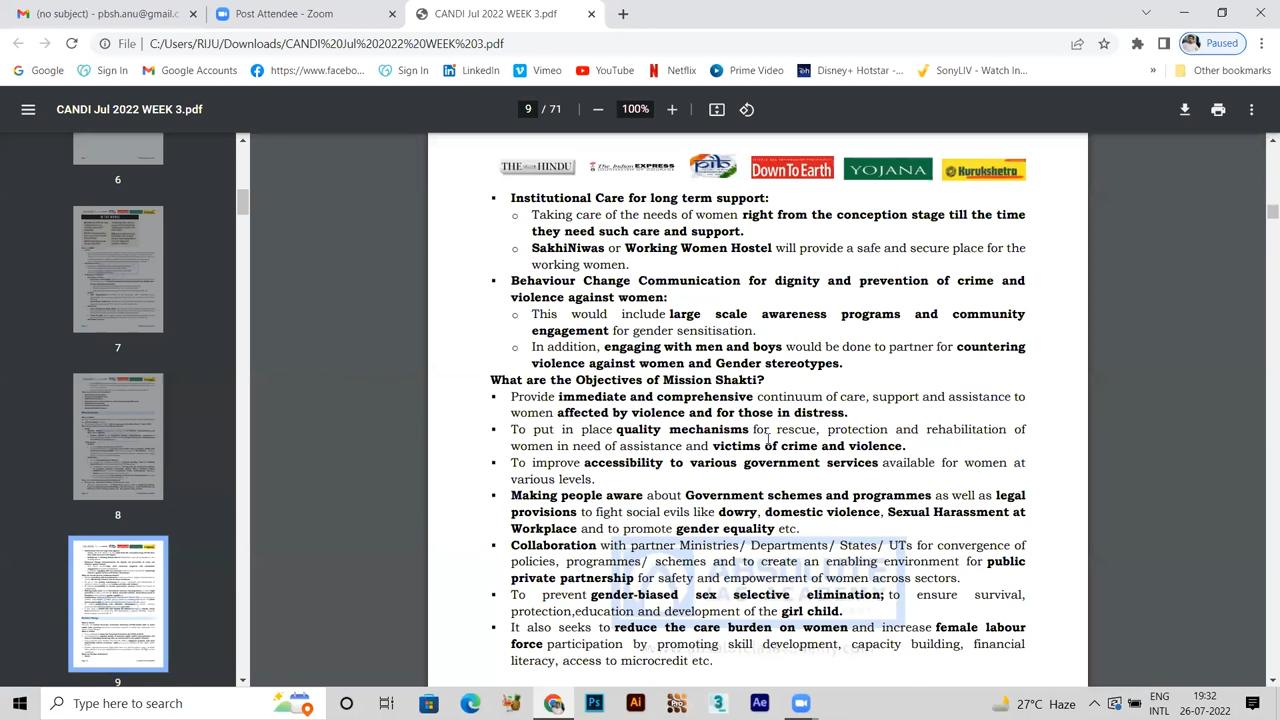 (no subject) - pbsh.anu@gmail.c
Post Attendee - Zoom
CANDI Jul 2022 WEEK 3.pdf
File
C:/Users/RIJU/Downloads/CANDI%20Jul%202022%20WEEK%203.pdf
Paused
Google
Sign In
Google Accounts
https://www.facebo...
Sign In
LinkedIn
Vimeo
YouTube
Netflix
Prime Video
Disney+ Hotstar -...
SonyLIV - Watch In...
Other bookmarks
CANDI Jul 2022 WEEK 3.pdf
9 / 71
100%
6
7
8
9
THE HINDU
The Indian EXPRESS
pib
DownToEarth
YOJANA
Kurukshetra
▪ Institutional Care for long term support:
o Taking care of the needs of women right from the conception stage till the time
they need such care and support.
o SakhiNiwas or Working Women Hostel will provide a safe and secure place for the
working women.
▪ Behaviour Change Communication for dignity and prevention of crime and
violence against women:
o This would include large scale awareness programs and community
engagement for gender sensitisation.
o In addition, engaging with men and boys would be done to partner for countering
violence against women and Gender stereotypes.
What are the Objectives of Mission Shakti?
▪ Provide immediate and comprehensive continuum of care, support and assistance to
women affected by violence and for those in distress.
▪ To put in place quality mechanisms for rescue, protection and rehabilitation of
women in need of assistance and victims of crime and violence.
▪ To improve accessibility to various government services available for women at
various levels.
▪ Making people aware about Government schemes and programmes as well as legal
provisions to fight social evils like dowry, domestic violence, Sexual Harassment at
Workplace and to promote gender equality etc.
▪ Collaboration with partner Ministries/ Departments/ States/ UTs for convergence of
policies, programmes/ schemes and to create an enabling environment for public
private partnership for safety and empowerment of women across sectors.
▪ To prevent gender-biased sex selective elimination; to ensure survival,
protection,education and development of the girl child.
▪ It also seeks to reduce the care burden on women and increase female labour
force participation by promoting skill development, capacity building, financial
literacy, access to microcredit etc.
Type here to search
Ps
Ai
Pro
3
Ae
27°C Haze
ENG
INTL
19:32
26-07-2022